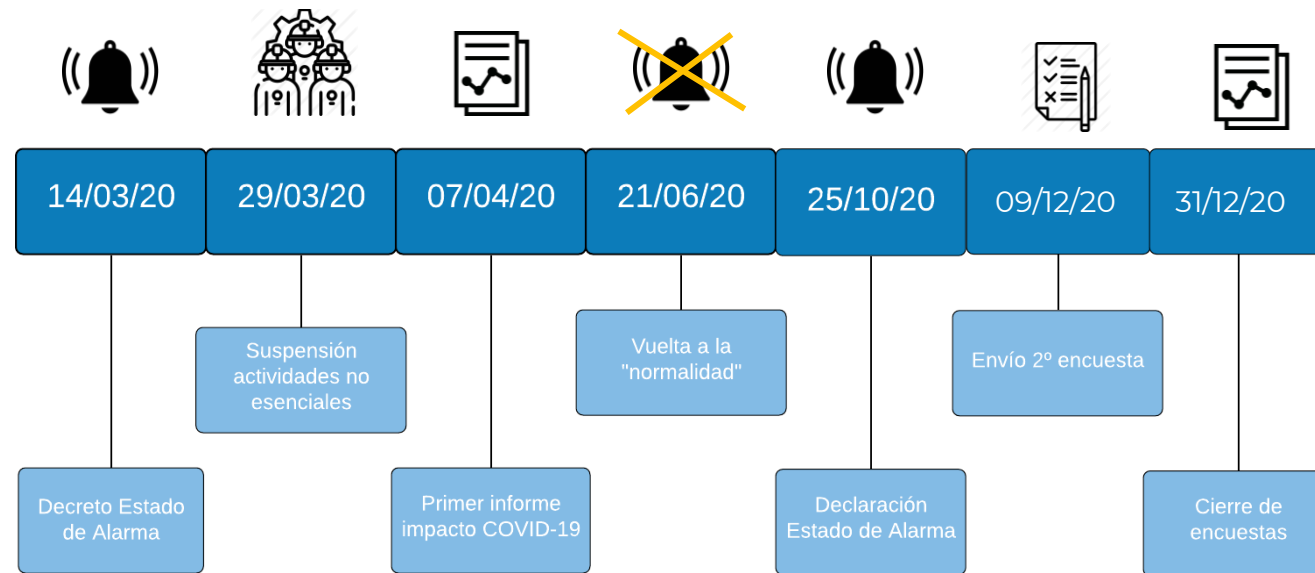 14/03/20
29/03/20
07/04/20
21/06/20
25/10/20
09/12/20
31/12/20
Suspensión
actividades no
esenciales
Vuelta a la
"normalidad"
Envío 2º encuesta
Decreto Estado
de Alarma
Primer informe
impacto COVID-19
Declaración
Estado de Alarma
Cierre de
encuestas